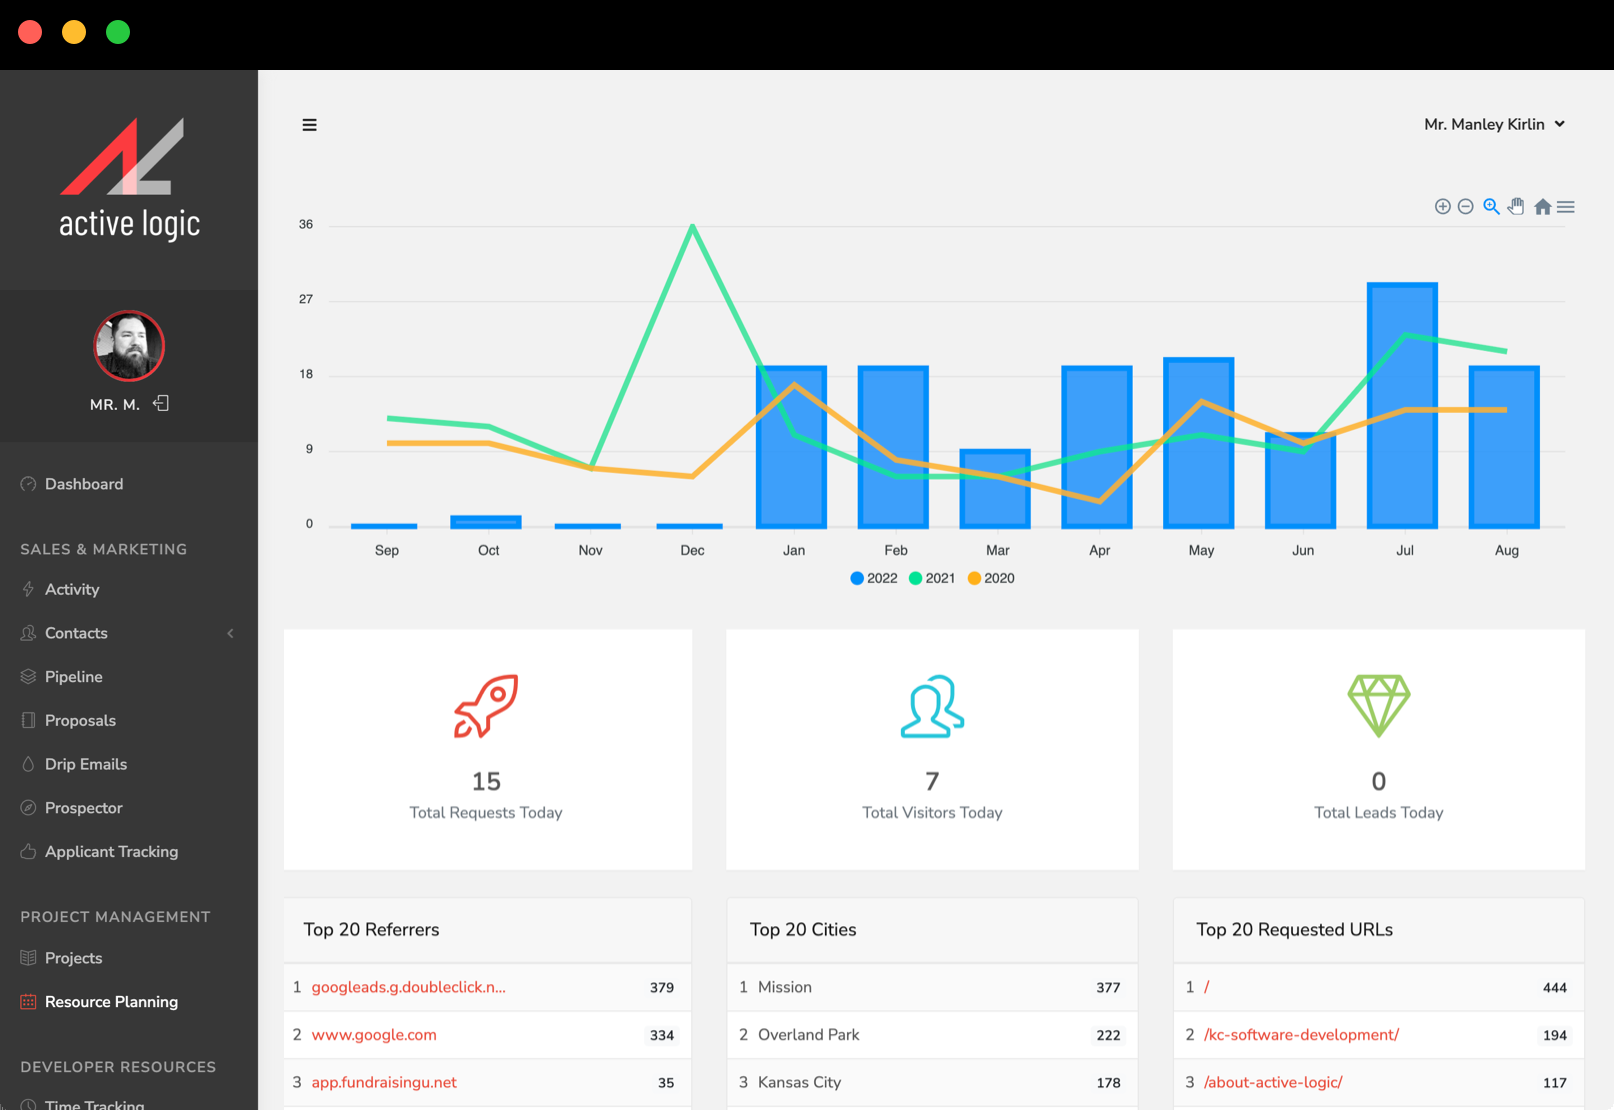 active logic
MR. M.
Dashboard
SALES & MARKETING
Activity
Contacts
Pipeline
Proposals
Drip Emails
Prospector
Applicant Tracking
PROJECT MANAGEMENT
Projects
Resource Planning
DEVELOPER RESOURCES
Time Tracking
Mr. Manley Kirlin
36
27
18
9
0
Sep Oct Nov Dec Jan Feb Mar Apr May Jun Jul Aug
2022 2021 2020
15
Total Requests Today
7
Total Visitors Today
0
Total Leads Today
Top 20 Referrers
1 googleads.g.doubleclick.n... 379
2 www.google.com 334
3 app.fundraisingu.net 35
Top 20 Cities
1 Mission 377
2 Overland Park 222
3 Kansas City 178
Top 20 Requested URLs
1 / 444
2 /kc-software-development/ 194
3 /about-active-logic/ 117